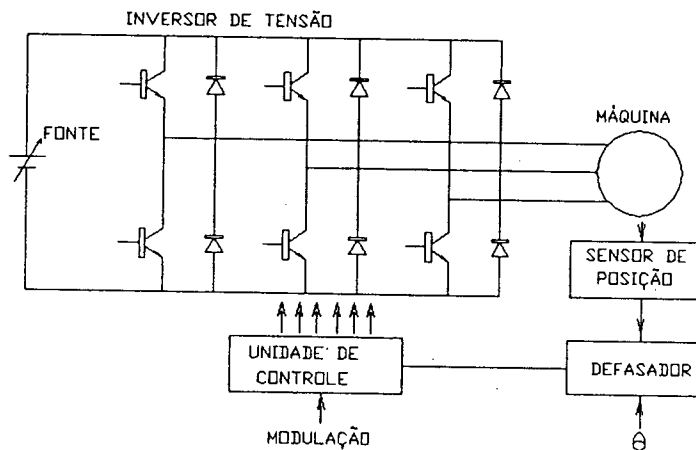 INVERSOR DE TENSÃO
FONTE
MÁQUINA
SENSOR DE
POSIÇÃO
UNIDADE DE
CONTROLE
DEFASADOR
MODULAÇÃO
θ